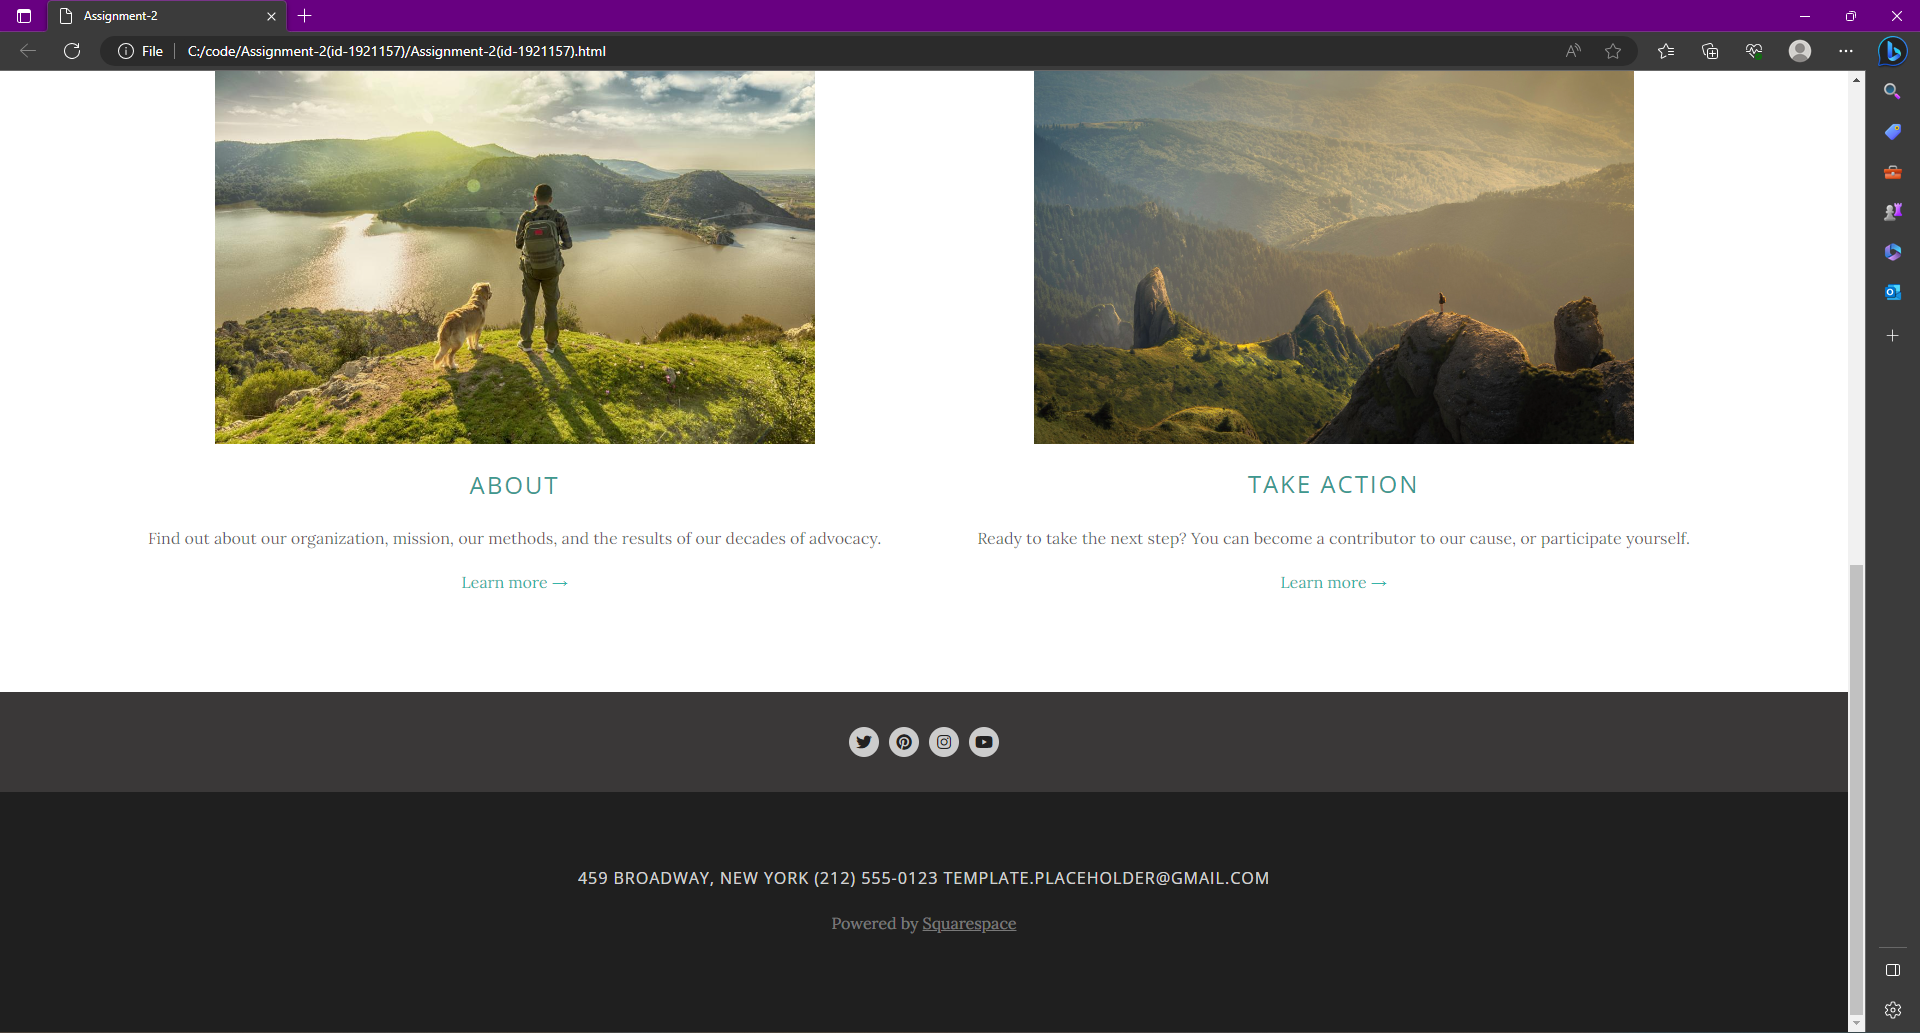 Assignment-2
File
C:/code/Assignment-2(id-1921157)/Assignment-2(id-1921157).html
ABOUT
Find out about our organization, mission, our methods, and the results of our decades of advocacy.
Learn more →
TAKE ACTION
Ready to take the next step? You can become a contributor to our cause, or participate yourself.
Learn more →
459 BROADWAY, NEW YORK (212) 555-0123 TEMPLATE.PLACEHOLDER@GMAIL.COM
Powered by Squarespace